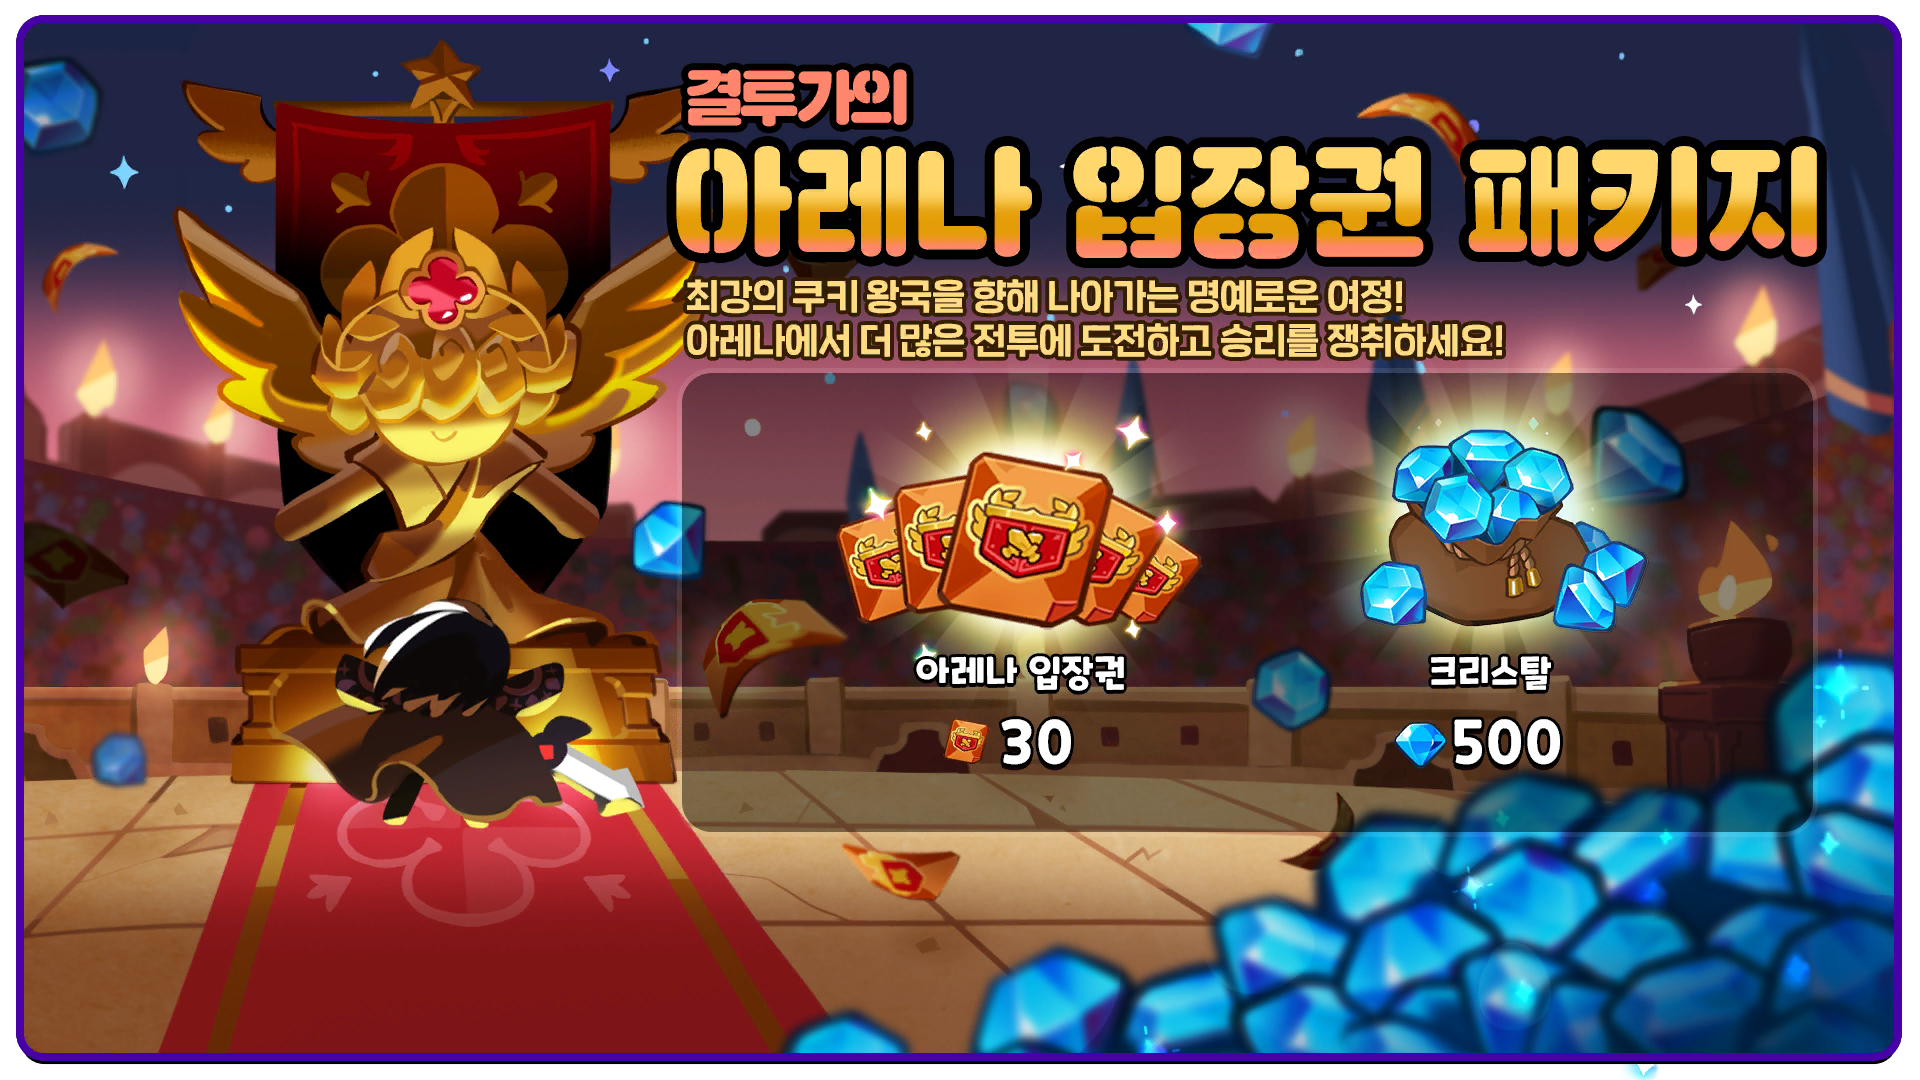 결투가의
아레나 입장권 패키지
최강의 쿠키 왕국을 향해 나아가는 명예로운 여정!
아레나에서 더 많은 전투에 도전하고 승리를 쟁취하세요!
아레나 입장권
크리스탈
30
500